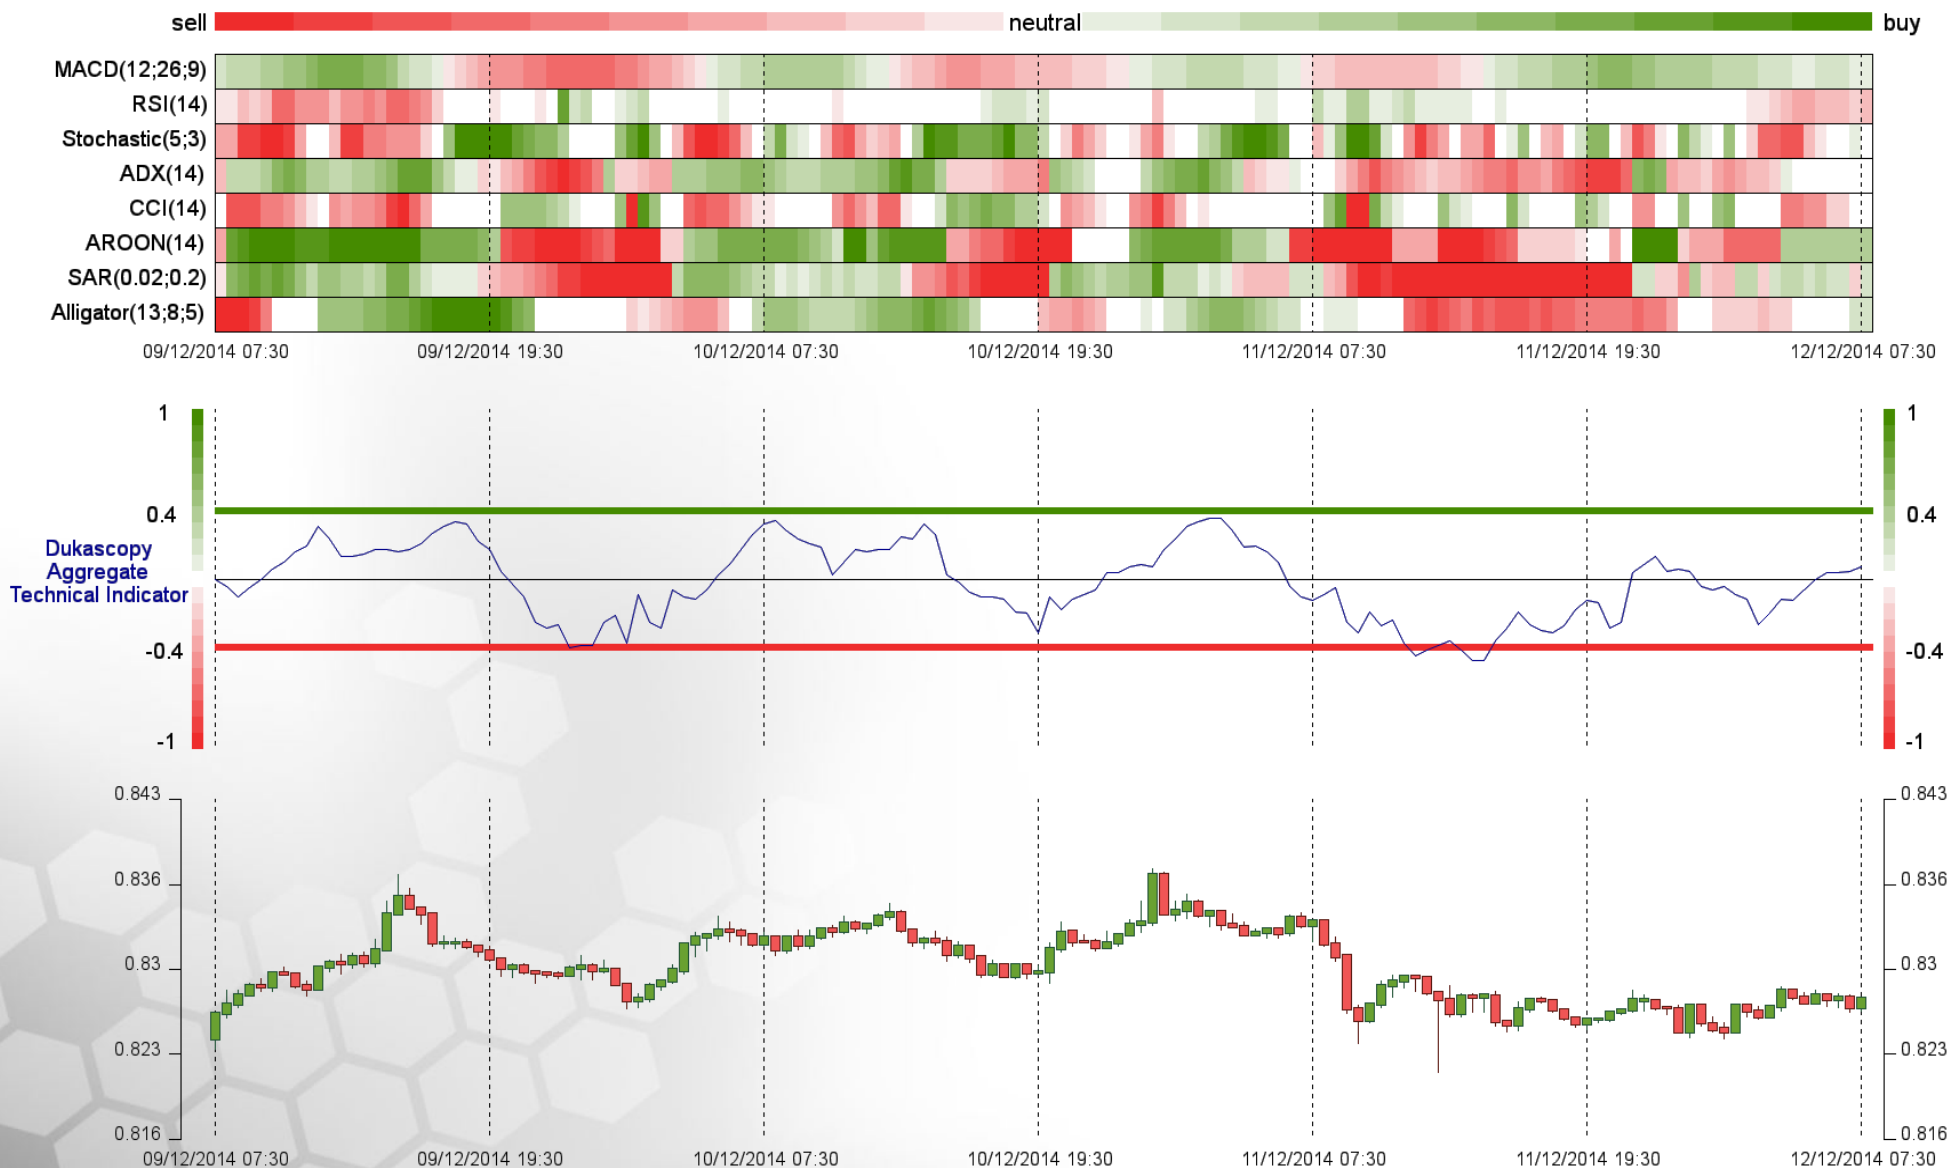 sell neutral buy
MACD(12;26;9)
RSI(14)
Stochastic(5;3)
ADX(14)
CCI(14)
AROON(14)
SAR(0.02;0.2)
Alligator(13;8;5)
09/12/2014 07:30 09/12/2014 19:30 10/12/2014 07:30 10/12/2014 19:30 11/12/2014 07:30 11/12/2014 19:30 12/12/2014 07:30
1 1
0.4 0.4
Dukascopy
Aggregate
Technical Indicator
-0.4 -0.4
-1 -1
0.843 0.843
0.836 0.836
0.83 0.83
0.823 0.823
0.816 0.816
09/12/2014 07:30 09/12/2014 19:30 10/12/2014 07:30 10/12/2014 19:30 11/12/2014 07:30 11/12/2014 19:30 12/12/2014 07:30